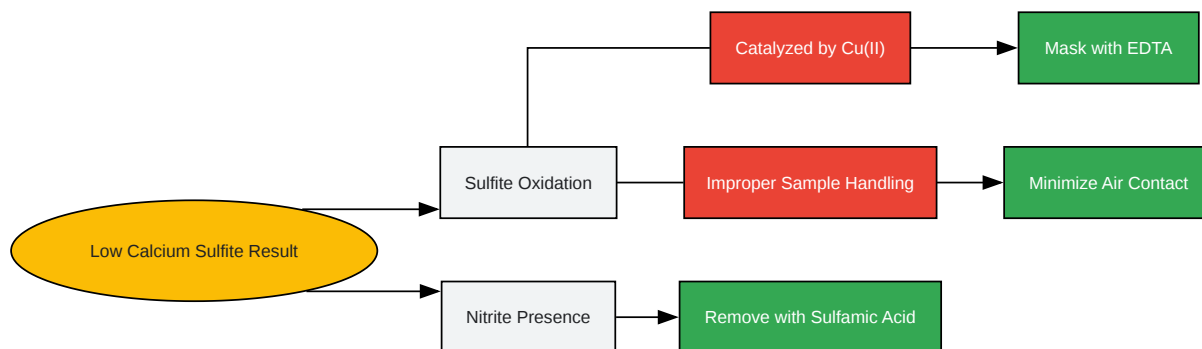 Catalyzed by Cu(II)
Mask with EDTA
Sulfite Oxidation
Improper Sample Handling
Minimize Air Contact
Low Calcium Sulfite Result
Nitrite Presence
Remove with Sulfamic Acid